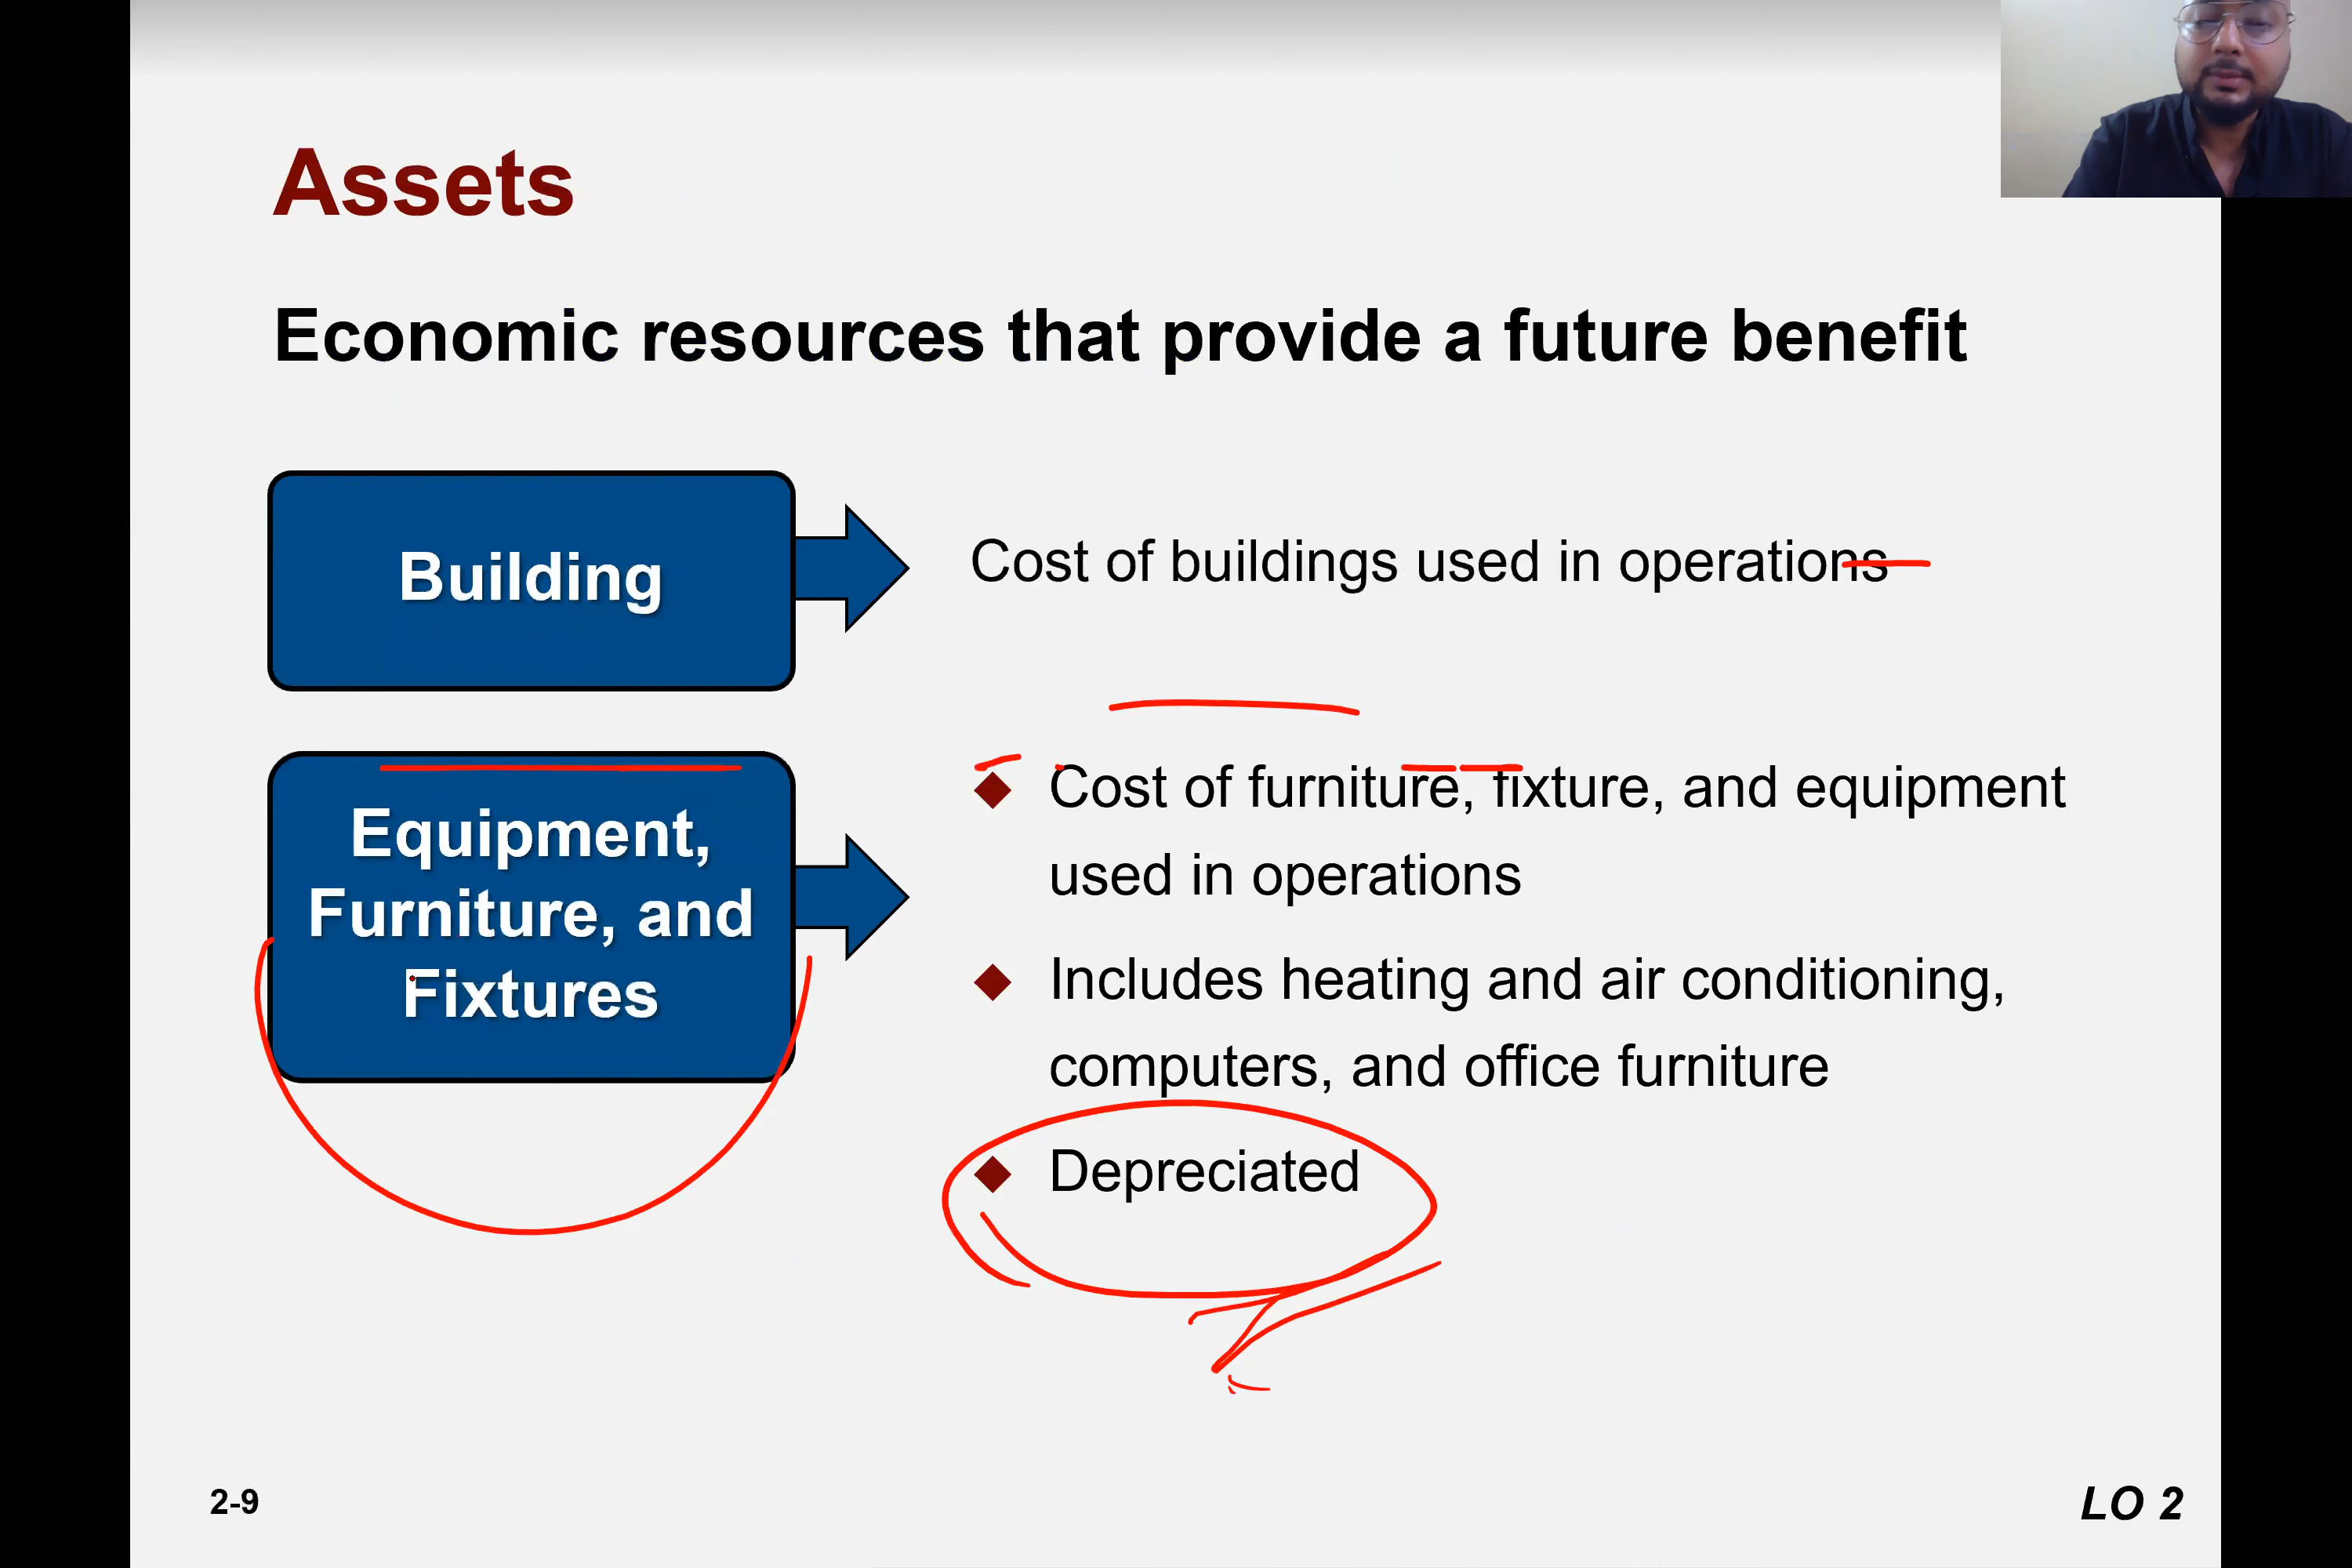 Assets
Economic resources that provide a future benefit
Building
Cost of buildings used in operations
Equipment,
Furniture, and
Fixtures
◆ Cost of furniture, fixture, and equipment
used in operations
◆ Includes heating and air conditioning,
computers, and office furniture
◆ Depreciated
2-9
LO 2